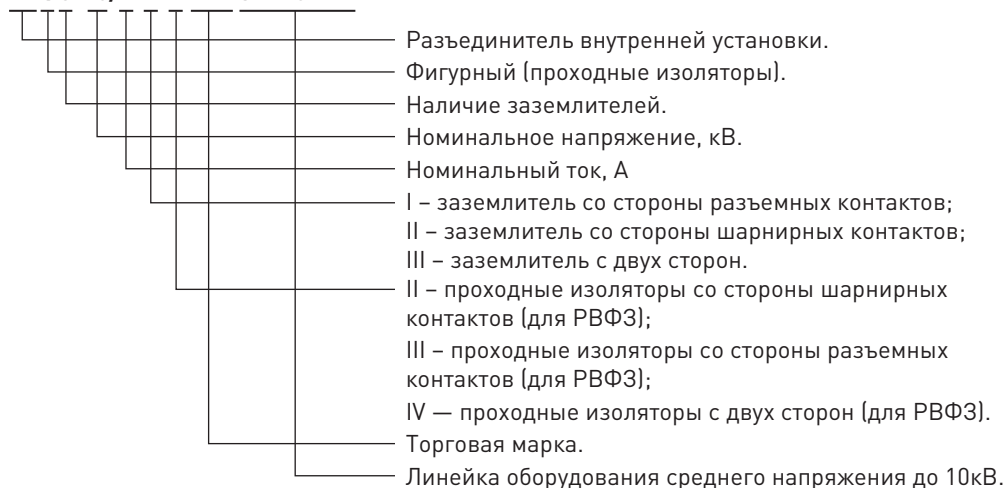 Разъединитель внутренней установки.
Фигурный (проходные изоляторы).
Наличие заземлителей.
Номинальное напряжение, кВ.
Номинальный ток, А
I – заземлитель со стороны разъемных контактов;
II – заземлитель со стороны шарнирных контактов;
III – заземлитель с двух сторон.
II – проходные изоляторы со стороны шарнирных
контактов (для РВФЗ);
III – проходные изоляторы со стороны разъемных
контактов (для РВФЗ);
IV — проходные изоляторы с двух сторон (для РВФЗ).
Торговая марка.
Линейка оборудования среднего напряжения до 10кВ.